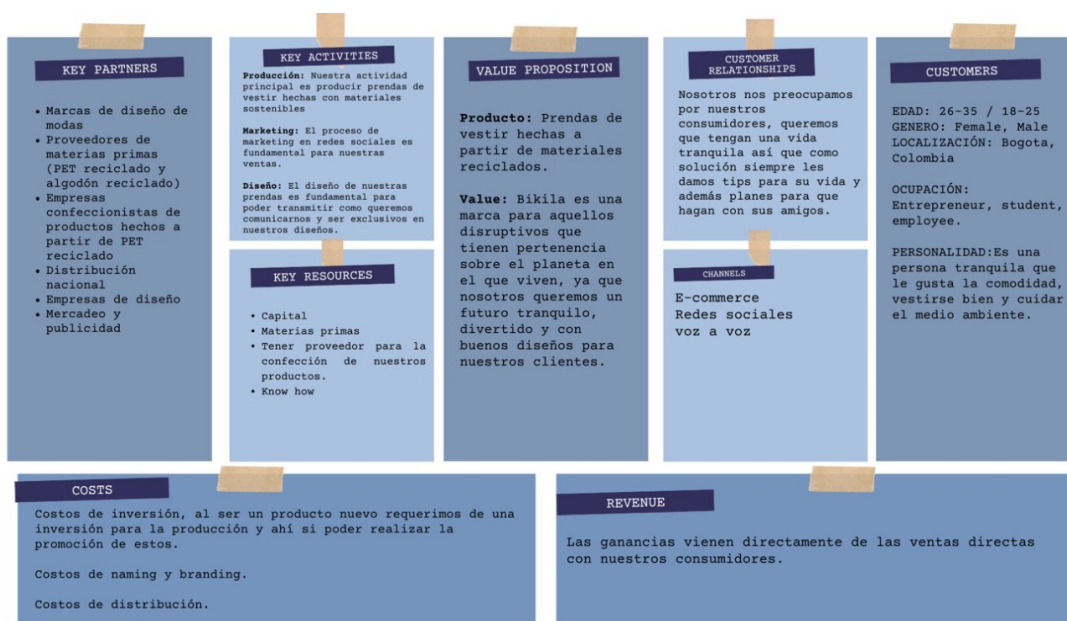 KEY PARTNERS
• Marcas de diseño de
modas
• Proveedores de
materias primas
(PET reciclado y
algodón reciclado)
• Empresas
confeccionistas de
productos hechos a
partir de PET
reciclado
• Distribución
nacional
• Empresas de diseño
• Mercadeo y
publicidad
KEY ACTIVITIES
Producción: Nuestra actividad
principal es producir prendas de
vestir hechas con materiales
sostenibles
Marketing: El proceso de
marketing en redes sociales es
fundamental para nuestras
ventas.
Diseño: El diseño de nuestras
prendas es fundamental para
poder transmitir como queremos
comunicarnos y ser exclusivos en
nuestros diseños.
KEY RESOURCES
• Capital
• Materias primas
• Tener proveedor para la
confección de nuestros
productos.
• Know how
VALUE PROPOSITION
Producto: Prendas de
vestir hechas a
partir de materiales
reciclados.
Value: Bikila es una
marca para aquellos
disruptivos que
tienen pertenencia
sobre el planeta en
el que viven, ya que
nosotros queremos un
futuro tranquilo,
divertido y con
buenos diseños para
nuestros clientes.
CUSTOMER
RELATIONSHIPS
Nosotros nos preocupamos
por nuestros
consumidores, queremos
que tengan una vida
tranquila así que como
solución siempre les
damos tips para su vida y
además planes para que
hagan con sus amigos.
CHANNELS
E-commerce
Redes sociales
voz a voz
CUSTOMERS
EDAD: 26-35 / 18-25
GENERO: Female, Male
LOCALIZACIÓN: Bogota,
Colombia
OCUPACIÓN:
Entrepreneur, student,
employee.
PERSONALIDAD:Es una
persona tranquila que
le gusta la comodidad,
vestirse bien y cuidar
el medio ambiente.
COSTS
Costos de inversión, al ser un producto nuevo requerimos de una
inversión para la producción y ahí si poder realizar la
promoción de estos.
Costos de naming y branding.
Costos de distribución.
REVENUE
Las ganancias vienen directamente de las ventas directas
con nuestros consumidores.